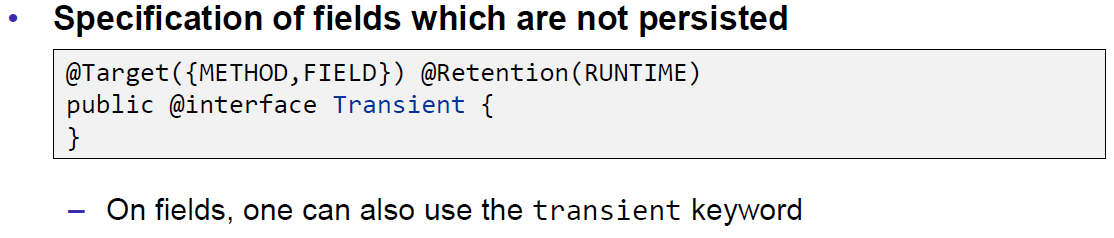 • Specification of fields which are not persisted
@Target({METHOD,FIELD}) @Retention(RUNTIME)
public @interface Transient {
}
– On fields, one can also use the transient keyword